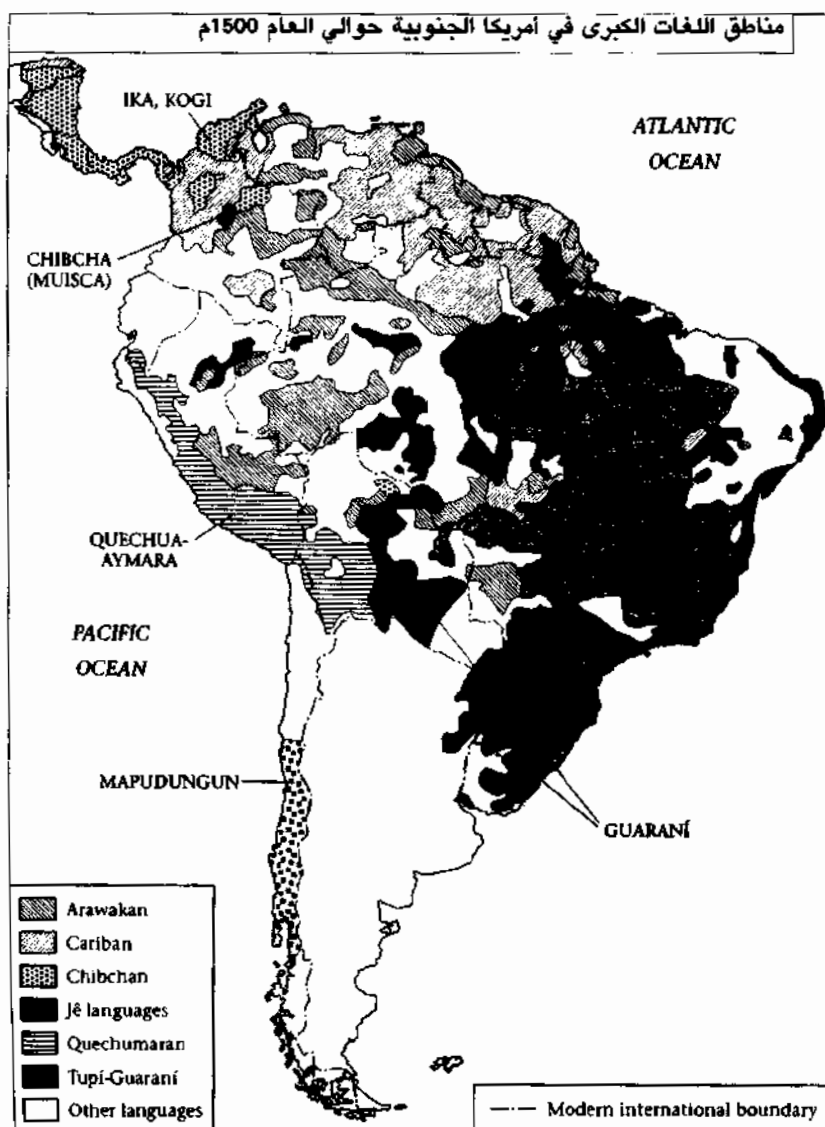 مناطق اللغات الكبرى في أمريكا الجنوبية حوالي العام 1500م
IKA, KOGI
ATLANTIC
OCEAN
CHIBCHA
(MUISCA)
QUECHUA-
AYMARA
PACIFIC
OCEAN
MAPUDUNGUN
GUARANÍ
Arawakan
Cariban
Chibchan
Jê languages
Quechumaran
Tupí-Guaraní
Other languages
Modern international boundary